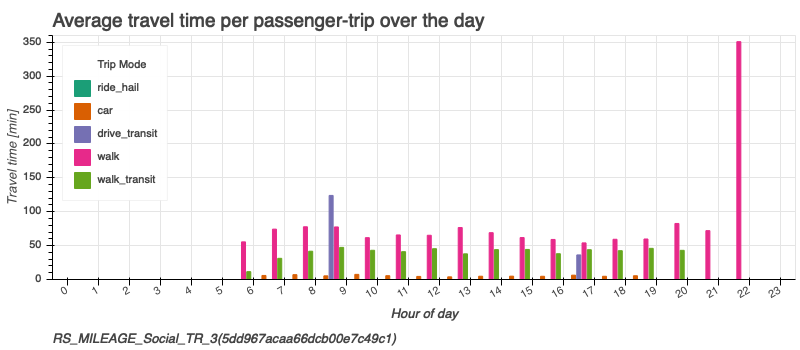 Average travel time per passenger-trip over the day
Travel time [min]
350
300
250
200
150
100
50
0
Trip Mode
ride_hail
car
drive_transit
walk
walk_transit
0 1 2 3 4 5 6 7 8 9 10 11 12 13 14 15 16 17 18 19 20 21 22 23
Hour of day
RS_MILEAGE_Social_TR_3(5dd967acaa66dcb00e7c49c1)